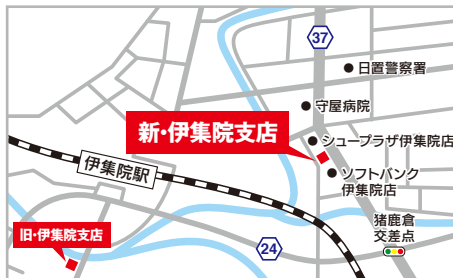 37
日置警察署
守屋病院
新・伊集院支店
シュープラザ伊集院店
伊集院駅
ソフトバンク
伊集院店
猪鹿倉
交差点
旧・伊集院支店
24